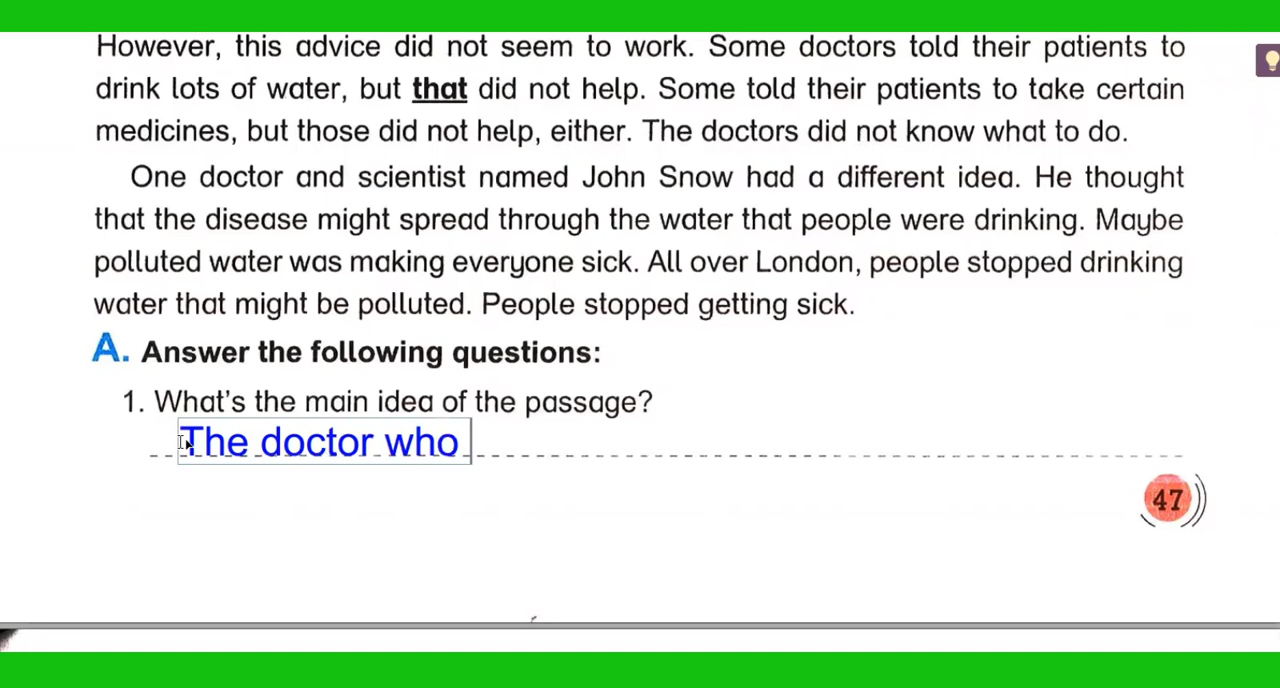 However, this advice did not seem to work. Some doctors told their patients to
drink lots of water, but that did not help. Some told their patients to take certain
medicines, but those did not help, either. The doctors did not know what to do.
One doctor and scientist named John Snow had a different idea. He thought
that the disease might spread through the water that people were drinking. Maybe
polluted water was making everyone sick. All over London, people stopped drinking
water that might be polluted. People stopped getting sick.
A. Answer the following questions:
1. What's the main idea of the passage?
The doctor who
47